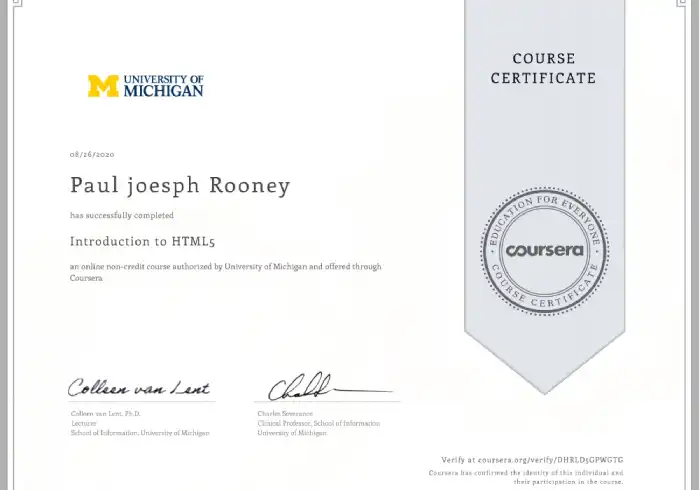 COURSE
CERTIFICATE
UNIVERSITY OF
MICHIGAN
08/26/2020
Paul joesph Rooney
has successfully completed
Introduction to HTML5
an online non-credit course authorized by University of Michigan and offered through
Coursera
EDUCATION FOR EVERYONE
coursera
COURSE CERTIFICATE
Colleen van Lent
Colleen van Lent, Ph.D.
Lecturer
School of Information, University of Michigan
Charles Severance
Clinical Professor, School of Information
University of Michigan
Verify at coursera.org/verify/DHRLD5GPWGTG
Coursera has confirmed the identity of this individual and
their participation in the course.